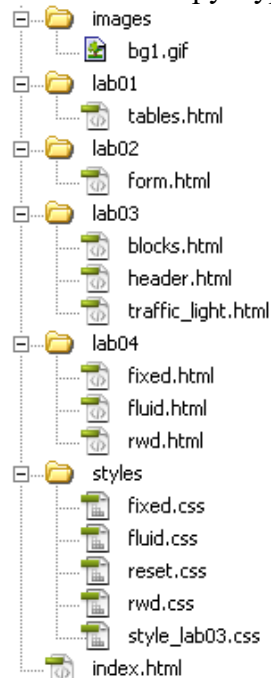 images
bg1.gif
lab01
tables.html
lab02
form.html
lab03
blocks.html
header.html
traffic_light.html
lab04
fixed.html
fluid.html
rwd.html
styles
fixed.css
fluid.css
reset.css
rwd.css
style_lab03.css
index.html